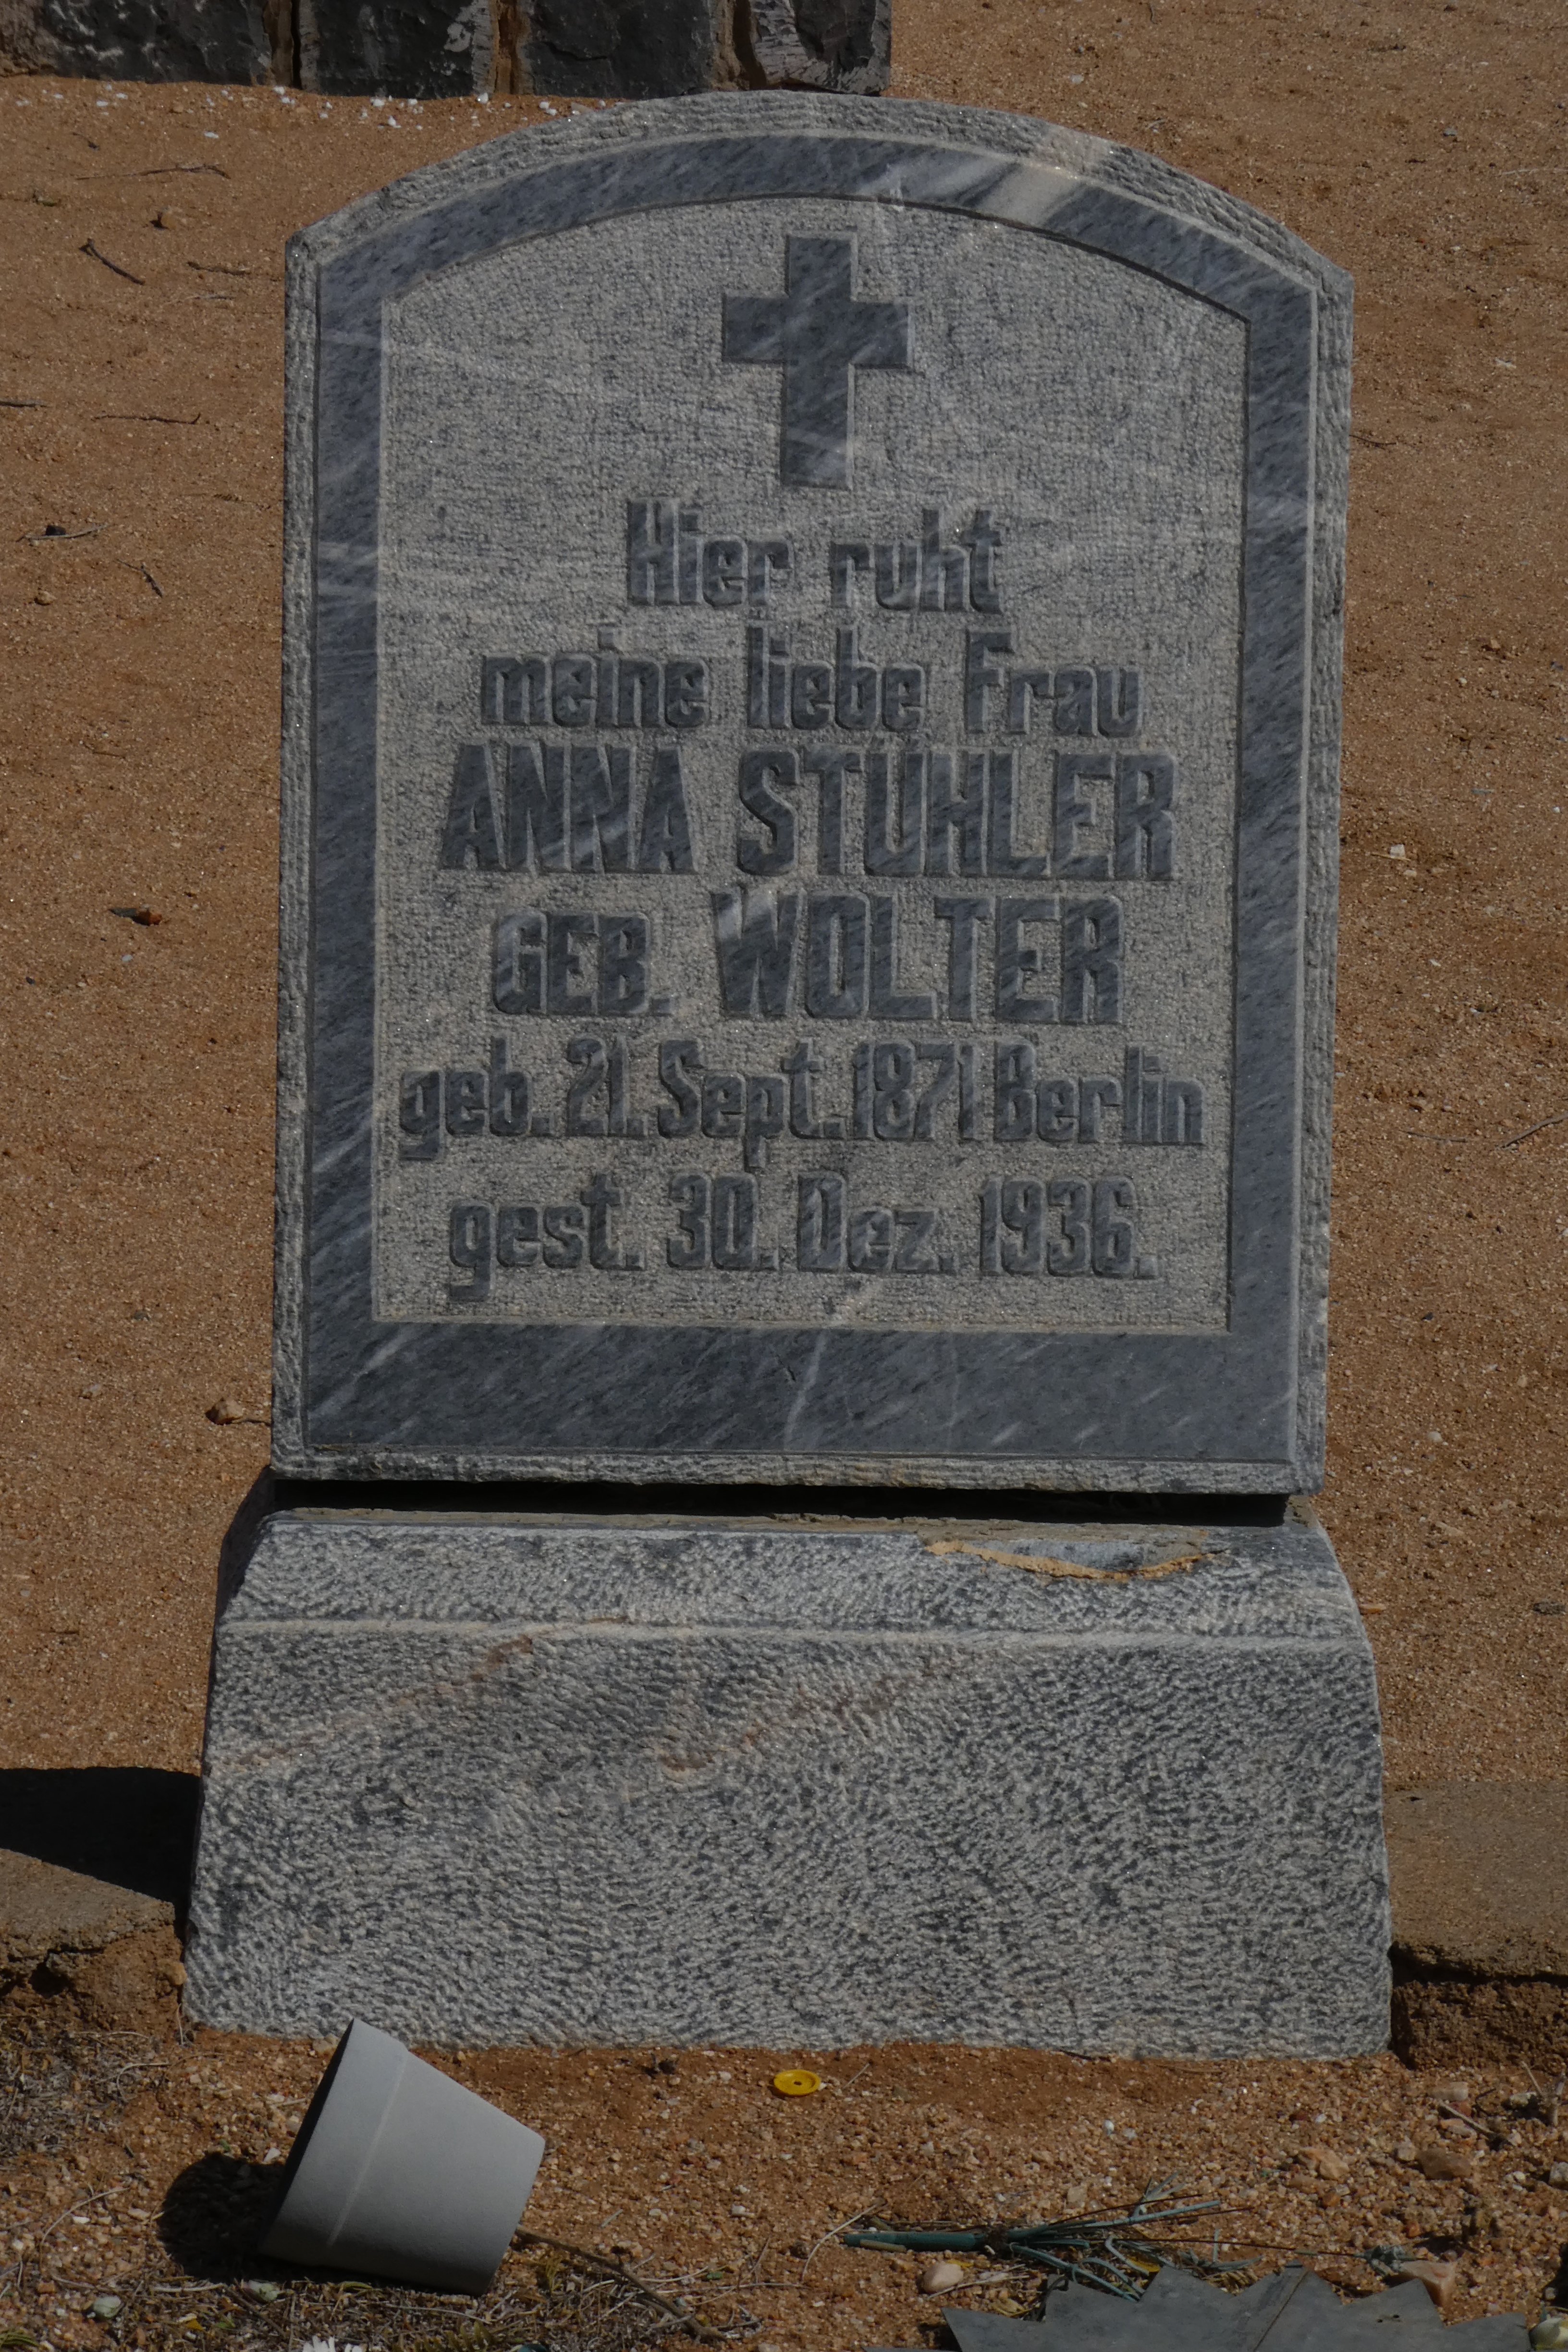 Hier ruht
meine liebe Frau
ANNA STÜHLER
GEB. WOLTER
geb. 21. Sept. 1871 Berlin
gest. 30. Dez. 1936.